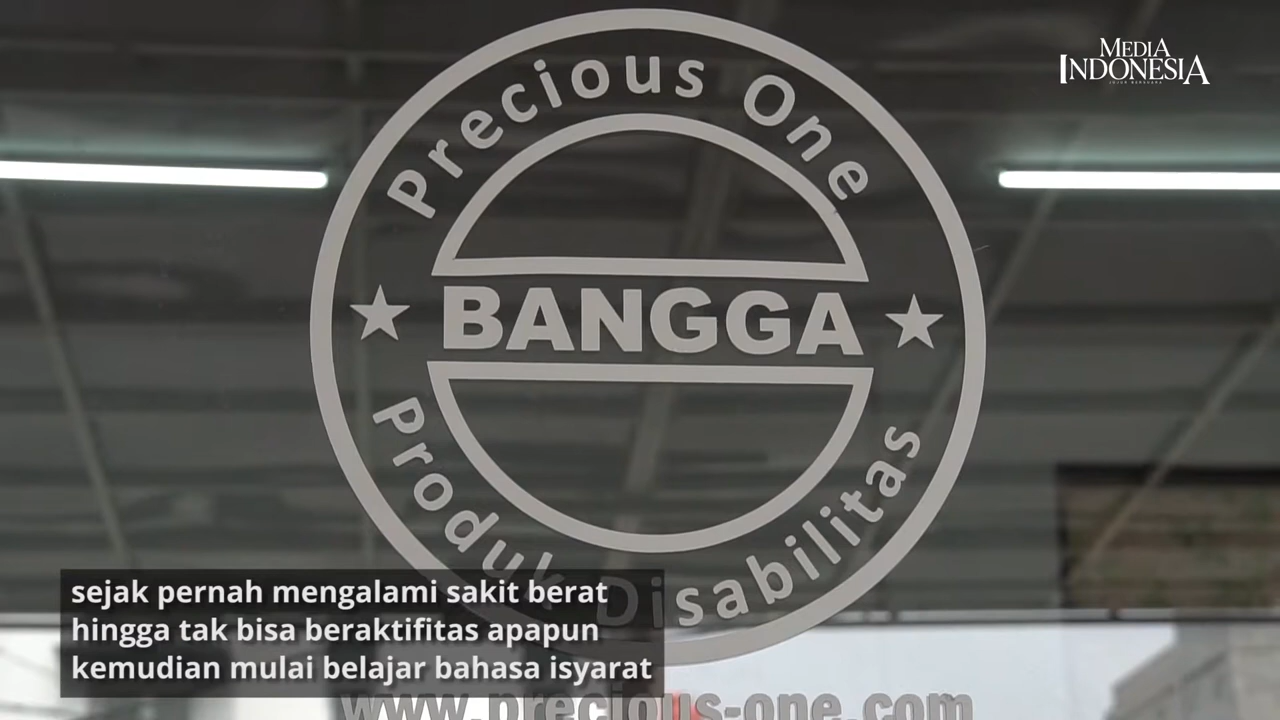 MEDIA
INDONESIA
Precious One
BANGGA
Produk Disabilitas
sejak pernah mengalami sakit berat
hingga tak bisa beraktifitas apapun
kemudian mulai belajar bahasa isyarat
www.precious-one.com